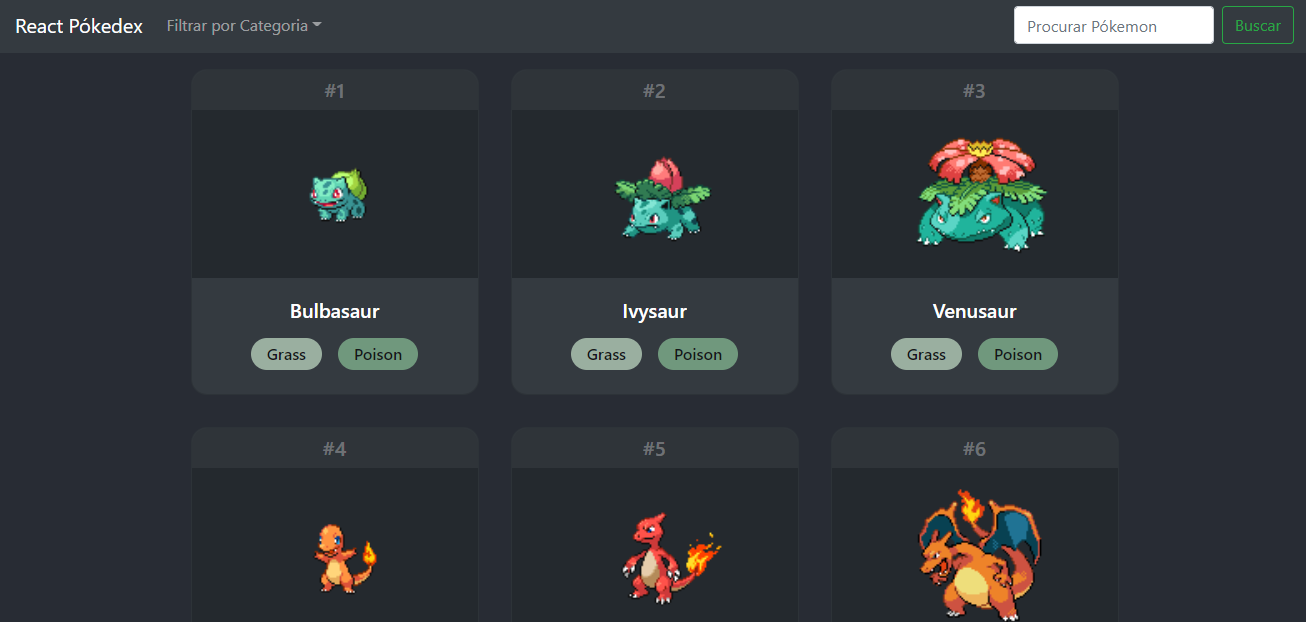 React Pókedex Filtrar por Categoria Procurar Pókemon Buscar
#1 #2 #3
Bulbasaur Ivysaur Venusaur
Grass Poison Grass Poison Grass Poison
#4 #5 #6